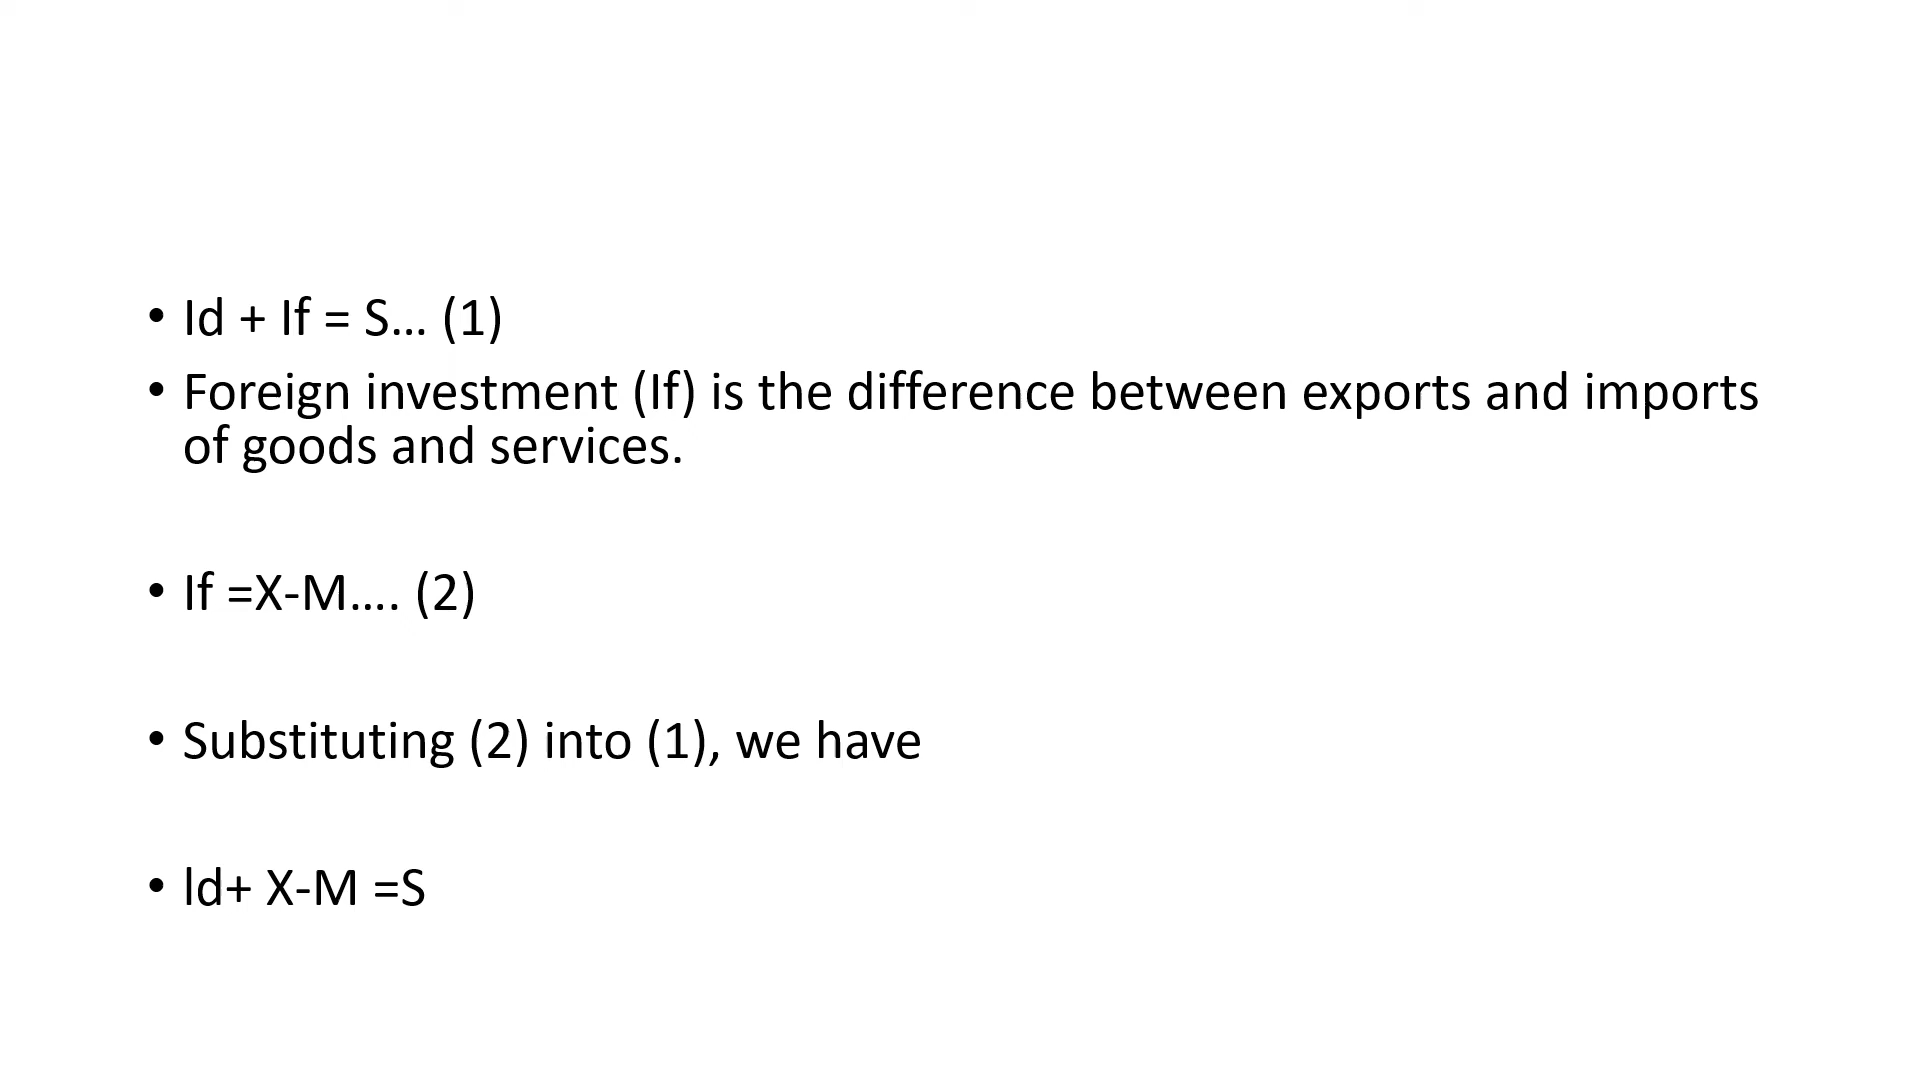 • Id + If = S... (1)
• Foreign investment (If) is the difference between exports and imports
of goods and services.
• If =X-M.... (2)
• Substituting (2) into (1), we have
• ld+ X-M =S